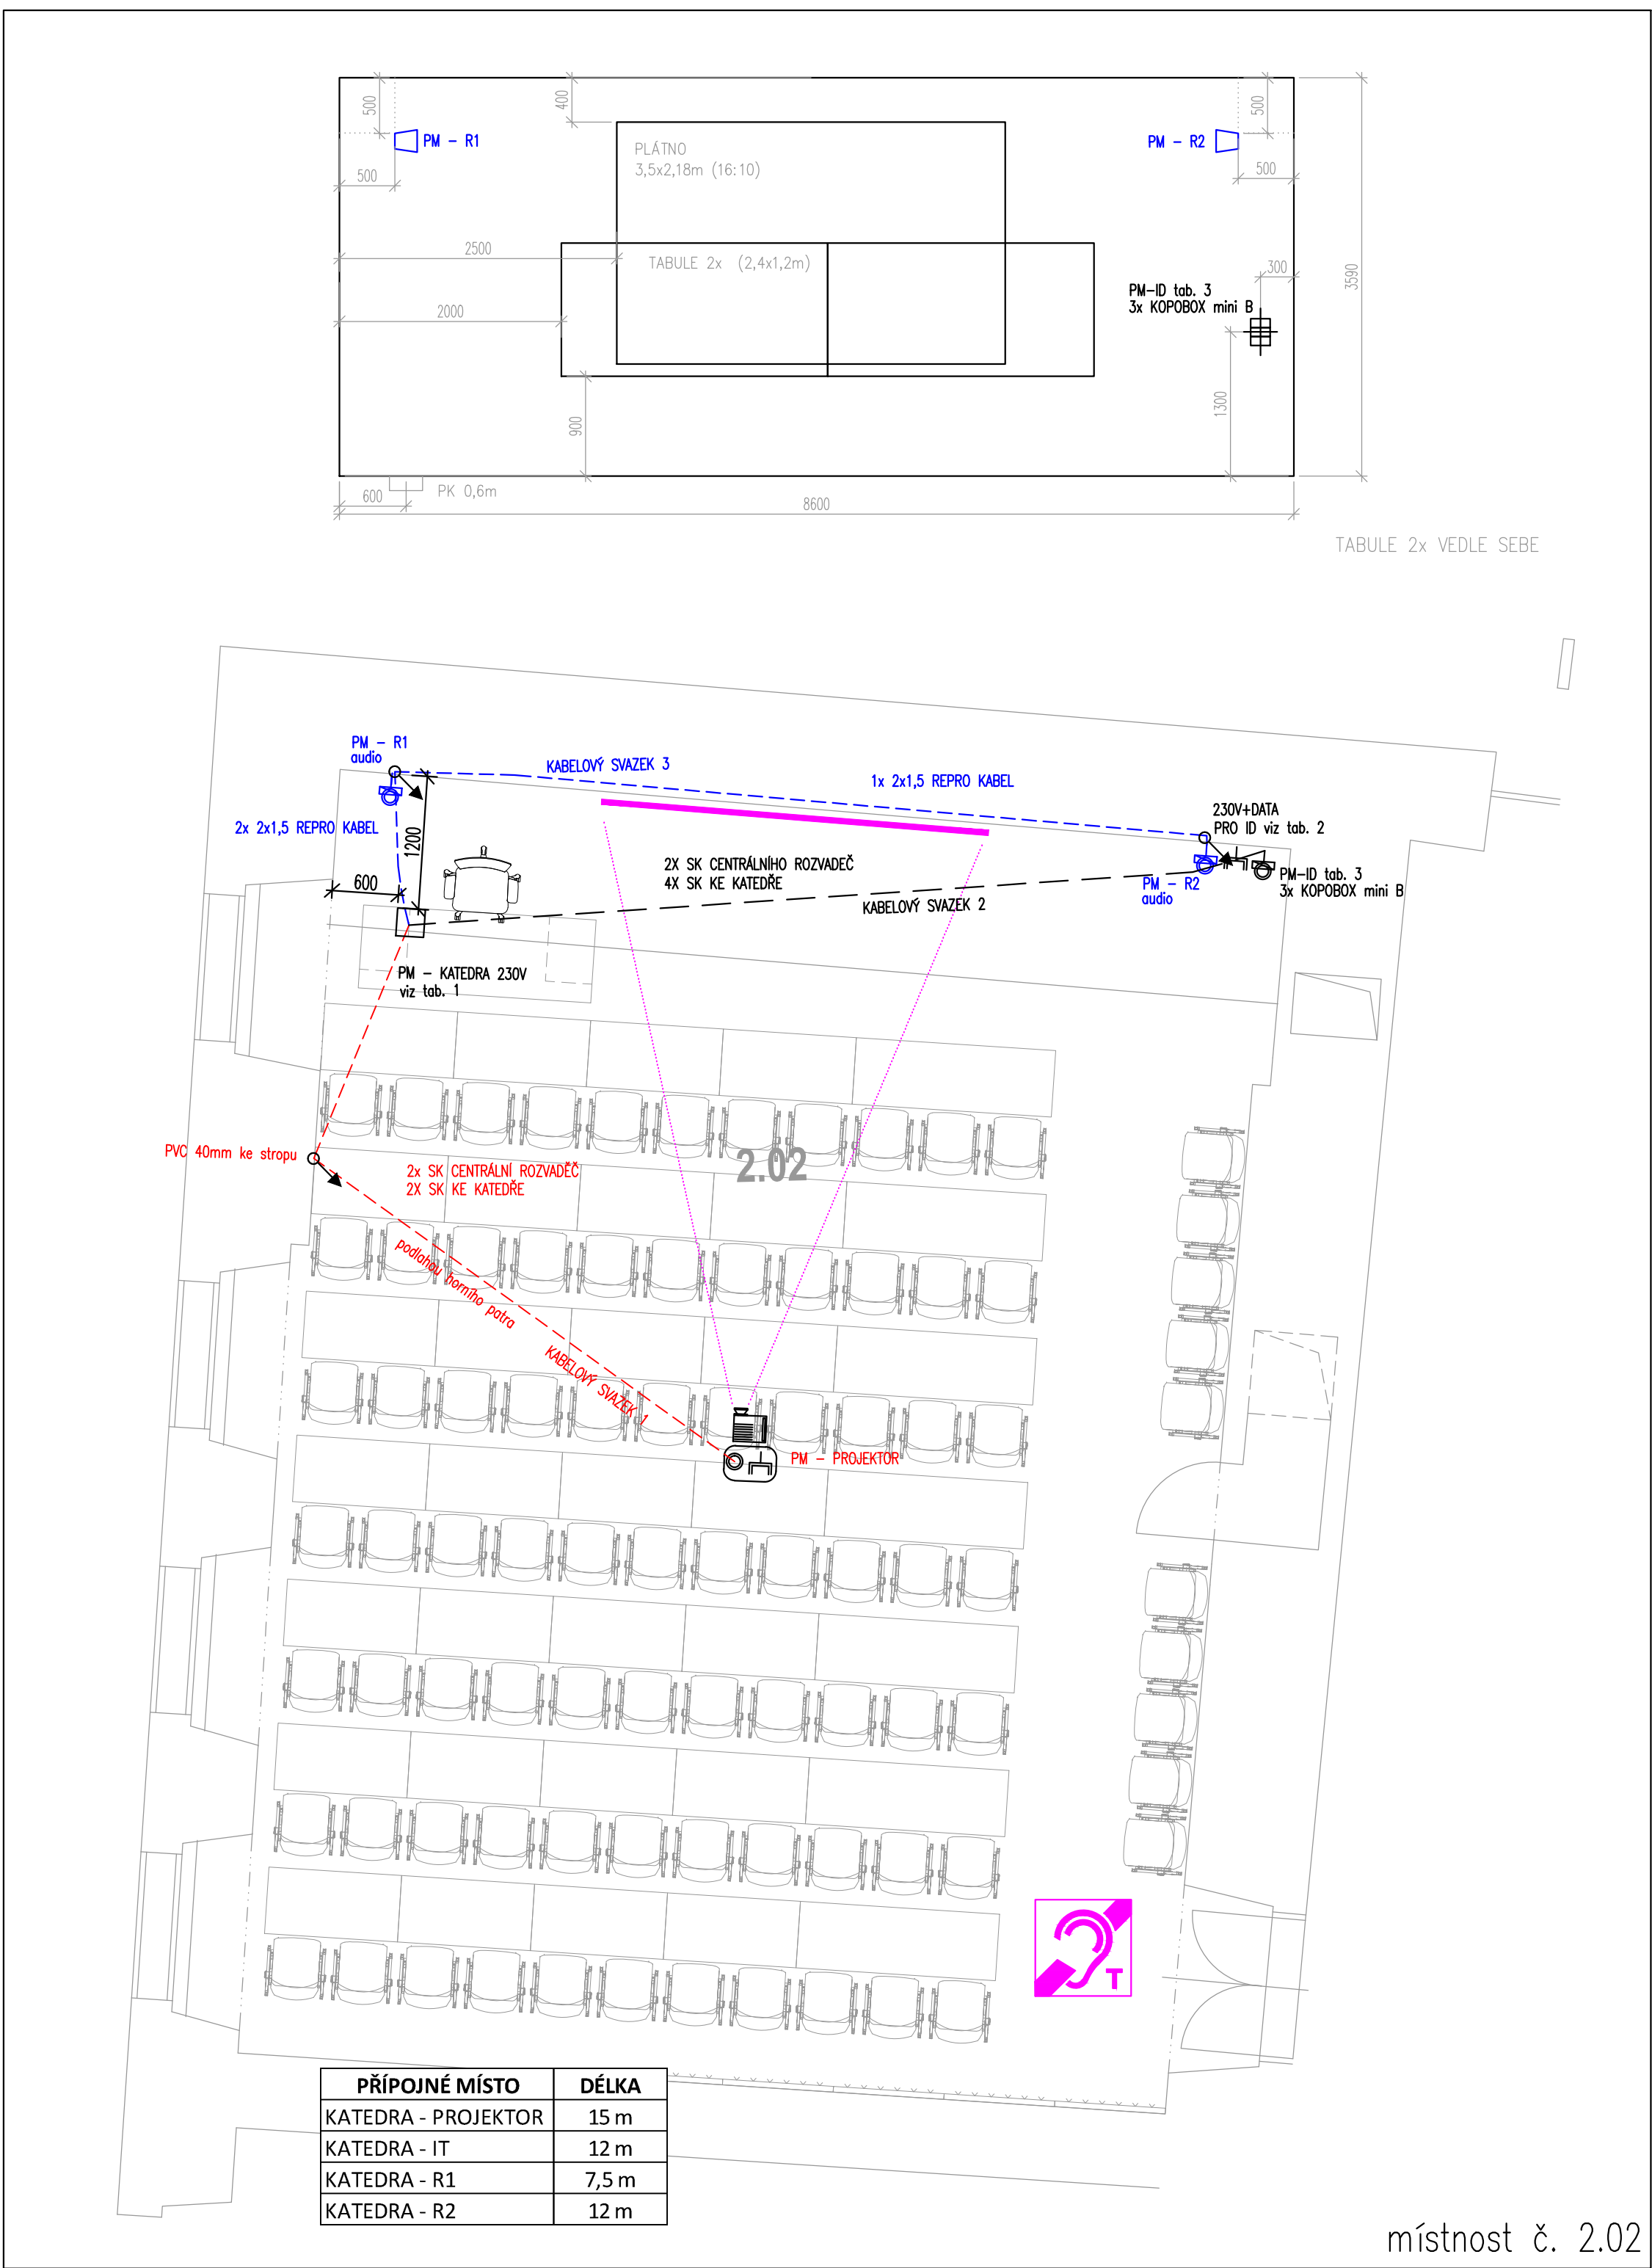 500
400
500
PM - R1
PLÁTNO
3,5x2,18m (16:10)
PM - R2
500
500
2500
TABULE 2x (2,4x1,2m)
300
3590
PM-ID tab. 3
3x KOPOBOX mini B
2000
1300
900
PK 0,6m
600
8600
TABULE 2x VEDLE SEBE
PM - R1
audio
KABELOVÝ SVAZEK 3
1x 2x1,5 REPRO KABEL
230V+DATA
PRO ID viz tab. 2
2x 2x1,5 REPRO KABEL
1200
2X SK CENTRÁLNÍHO ROZVADEČ
4X SK KE KATEDŘE
600
PM - R2
audio
PM-ID tab. 3
3x KOPOBOX mini B
KABELOVÝ SVAZEK 2
PM - KATEDRA 230V
viz tab. 1
PVC 40mm ke stropu
2x SK CENTRÁLNÍ ROZVADĚČ
2X SK KE KATEDŘE
2.02
podlahou horního patra
KABELOVÝ SVAZEK 1
PM - PROJEKTOR
T
PŘÍPOJNÉ MÍSTO DÉLKA
KATEDRA - PROJEKTOR 15 m
KATEDRA - IT 12 m
KATEDRA - R1 7,5 m
KATEDRA - R2 12 m
místnost č. 2.02